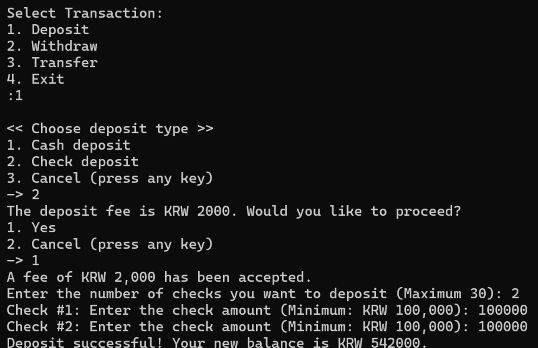 Select Transaction:
1. Deposit
2. Withdraw
3. Transfer
4. Exit
:1
<< Choose deposit type >>
1. Cash deposit
2. Check deposit
3. Cancel (press any key)
-> 2
The deposit fee is KRW 2000. Would you like to proceed?
1. Yes
2. Cancel (press any key)
-> 1
A fee of KRW 2,000 has been accepted.
Enter the number of checks you want to deposit (Maximum 30): 2
Check #1: Enter the check amount (Minimum: KRW 100,000): 100000
Check #2: Enter the check amount (Minimum: KRW 100,000): 100000
Deposit successful! Your new balance is KRW 542000.